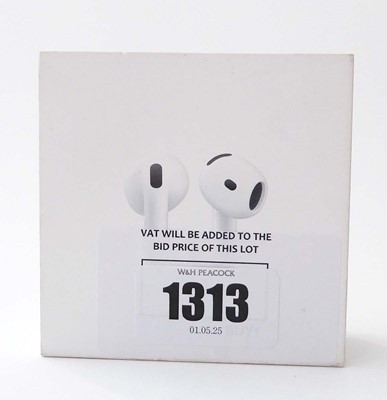 VAT WILL BE ADDED TO THE
BID PRICE OF THIS LOT
W&H PEACOCK
1313
01.05.25